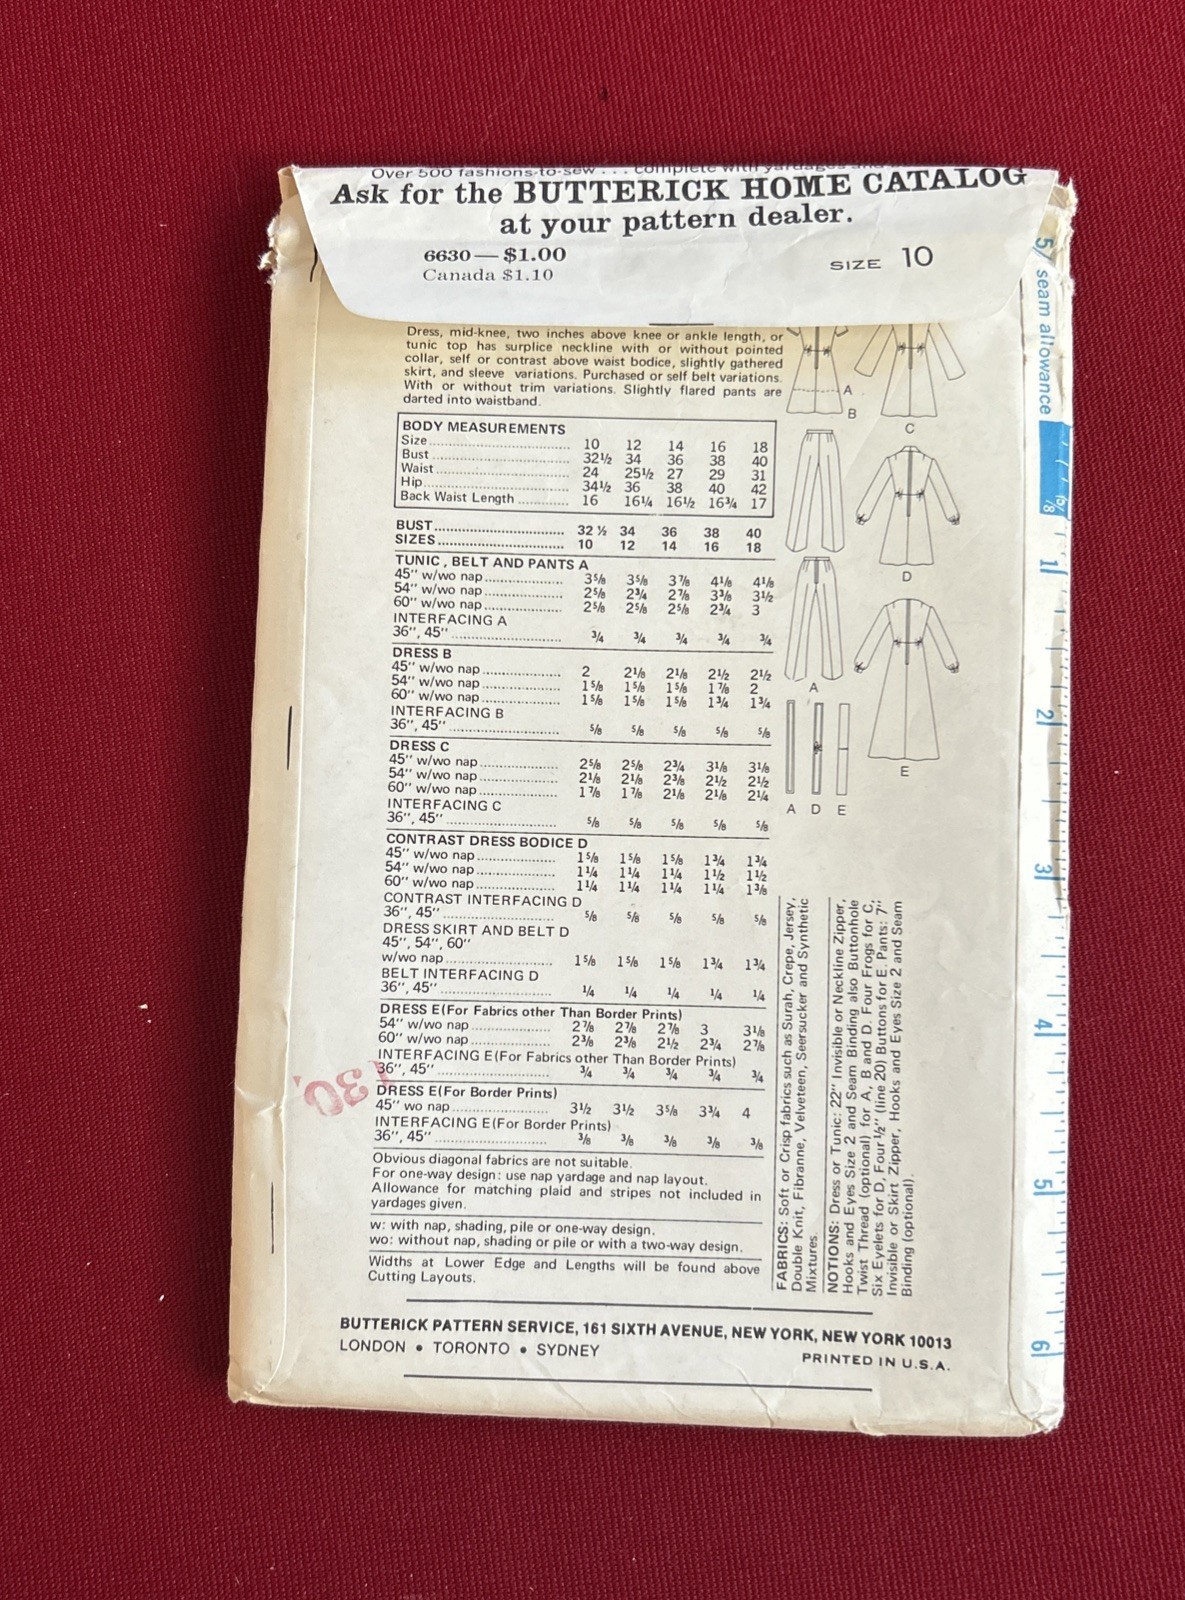 Over 500 fashions-to-sew . . . complete with yardages and
Ask for the BUTTERICK HOME CATALOG
at your pattern dealer.
6630 — $1.00
Canada $1.10
SIZE 10
Dress, mid-knee, two inches above knee or ankle length, or
tunic top has surplice neckline with or without pointed
collar, self or contrast above waist bodice, slightly gathered
skirt, and sleeve variations. Purchased or self belt variations.
With or without trim variations. Slightly flared pants are
darted into waistband.
BODY MEASUREMENTS
Size 10 12 14 16 18
Bust 32½ 34 36 38 40
Waist 24 25½ 27 29 31
Hip 34½ 36 38 40 42
Back Waist Length 16 16¼ 16½ 16¾ 17
BUST 32 ½ 34 36 38 40
SIZES 10 12 14 16 18
TUNIC, BELT AND PANTS A
45" w/wo nap 3⅝ 3⅝ 3⅞ 4⅛ 4⅛
54" w/wo nap 2⅝ 2¾ 2⅞ 3⅜ 3½
60" w/wo nap 2⅝ 2⅝ 2⅝ 2¾ 3
INTERFACING A
36", 45" ¾ ¾ ¾ ¾ ¾
DRESS B
45" w/wo nap 2 2⅛ 2⅛ 2½ 2½
54" w/wo nap 1⅝ 1⅝ 1⅝ 1⅞ 2
60" w/wo nap 1⅝ 1⅝ 1⅝ 1¾ 1¾
INTERFACING B
36", 45" ⅝ ⅝ ⅝ ⅝ ⅝
DRESS C
45" w/wo nap 2⅝ 2⅝ 2¾ 3⅛ 3⅛
54" w/wo nap 2⅛ 2⅛ 2⅜ 2½ 2½
60" w/wo nap 1⅞ 1⅞ 2⅛ 2⅛ 2¼
INTERFACING C
36", 45" ⅝ ⅝ ⅝ ⅝ ⅝
CONTRAST DRESS BODICE D
45" w/wo nap 1⅝ 1⅝ 1⅝ 1¾ 1¾
54" w/wo nap 1¼ 1¼ 1¼ 1½ 1½
60" w/wo nap 1¼ 1¼ 1¼ 1¼ 1⅜
CONTRAST INTERFACING D
36", 45" ⅝ ⅝ ⅝ ⅝ ⅝
DRESS SKIRT AND BELT D
45", 54", 60"
w/wo nap 1⅝ 1⅝ 1⅝ 1¾ 1¾
BELT INTERFACING D
36", 45" ¼ ¼ ¼ ¼ ¼
DRESS E(For Fabrics other Than Border Prints)
54" w/wo nap 2⅞ 2⅞ 2⅞ 3 3⅛
60" w/wo nap 2⅜ 2⅜ 2½ 2¾ 2⅞
INTERFACING E(For Fabrics other Than Border Prints)
36", 45" ¾ ¾ ¾ ¾ ¾
DRESS E(For Border Prints)
45" wo nap 3½ 3½ 3⅝ 3¾ 4
INTERFACING E(For Border Prints)
36", 45" ⅜ ⅜ ⅜ ⅜ ⅜
Obvious diagonal fabrics are not suitable.
For one-way design: use nap yardage and nap layout.
Allowance for matching plaid and stripes not included in
yardages given.
w: with nap, shading, pile or one-way design.
wo: without nap, shading or pile or with a two-way design.
Widths at Lower Edge and Lengths will be found above
Cutting Layouts.
A
B
C
D
A
E
A D E
FABRICS: Soft or Crisp fabrics such as Surah, Crepe, Jersey,
Double Knit, Fibranne, Velveteen, Seersucker and Synthetic
Mixtures.
NOTIONS: Dress or Tunic: 22" Invisible or Neckline Zipper,
Hooks and Eyes Size 2 and Seam Binding also Buttonhole
Twist Thread (optional) for A, B and D. Four Frogs for C,
Six Eyelets for D, Four ½" (line 20) Buttons for E. Pants: 7"
Invisible or Skirt Zipper, Hooks and Eyes Size 2 and Seam
Binding (optional).
BUTTERICK PATTERN SERVICE, 161 SIXTH AVENUE, NEW YORK, NEW YORK 10013
LONDON • TORONTO • SYDNEY
PRINTED IN U.S.A.
5/ seam allowance
1
2
3
4
5
6